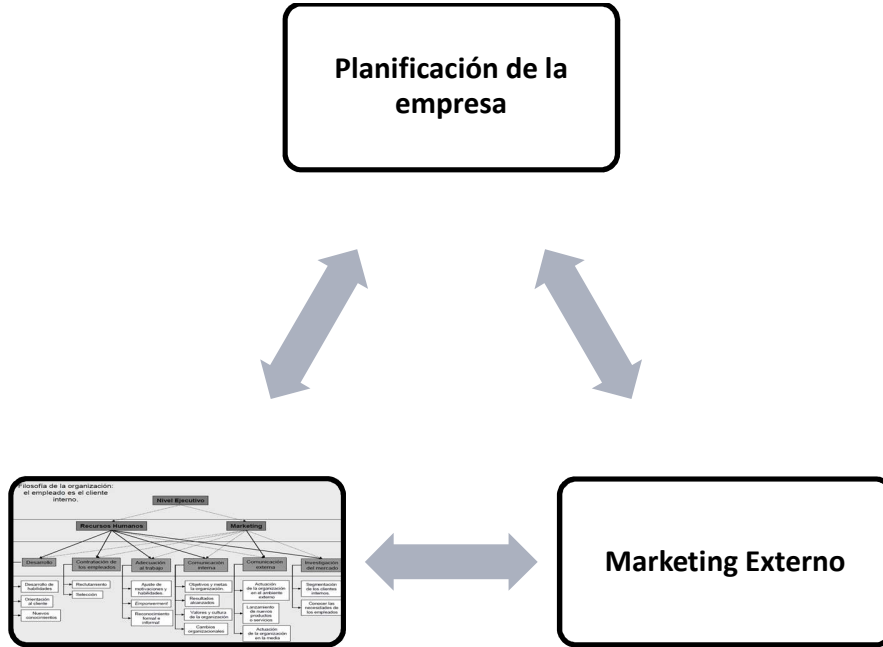 Planificación de la
empresa
Filosofía de la organización:
el empleado es el cliente
interno.
Nivel Ejecutivo
Recursos Humanos
Marketing
Desarrollo
Contratación de
los empleados
Adecuación
al trabajo
Comunicación
interna
Comunicación
externa
Investigación
del mercado
Desarrollo de
habilidades
Orientación
al cliente
Nuevos
conocimientos
Reclutamiento
Selección
Ajuste de
motivaciones y
habilidades.
Empowerment
Reconocimiento
formal e
informal
Objetivos y metas
la organización.
Resultados
alcanzados
Valores y cultura
de la organización
Cambios
organizacionales
Actuación
de la organización
en el ambiente
externo
Lanzamiento
de nuevos
productos
o servicios
Actuación
de la organización
en la media
Segmentación
de los clientes
internos.
Conocer las
necesidades de
los empleados
Marketing Externo